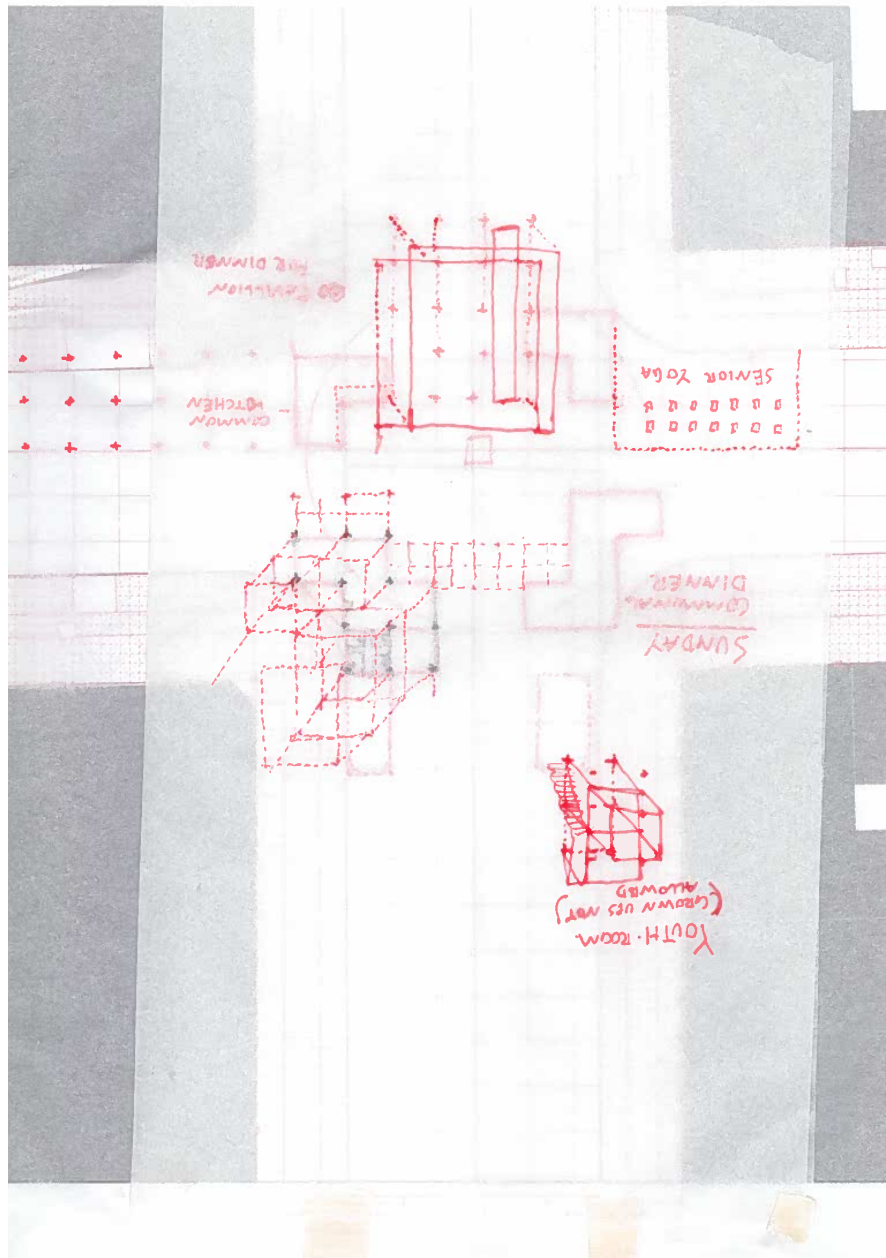 YOUTH·ROOM
(GROWN UPS NOT
ALLOWED)
SUNDAY
COMMUNAL
DINNER
SENIOR YOGA
COMMON
- KITCHEN
PAVILLION
FOR DINNER